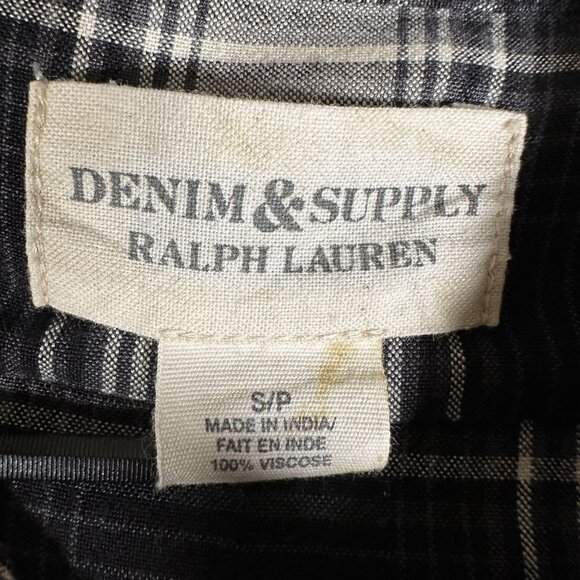 DENIM & SUPPLY
RALPH LAUREN
S/P
MADE IN INDIA/
FAIT EN INDE
100% VISCOSE